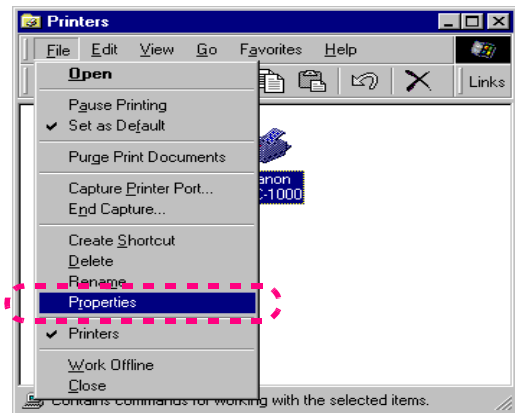 Printers
File Edit View Go Favorites Help
Links
Open
Pause Printing
✔ Set as Default
Purge Print Documents
Capture Printer Port...
End Capture...
Create Shortcut
Delete
Rename
Properties
✔ Printers
Work Offline
Close
-1000
Contains commands for working with the selected items.